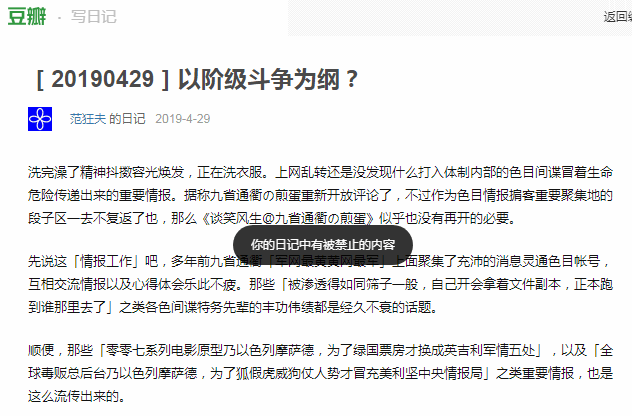 豆瓣 · 写日记
返回
[ 20190429 ] 以阶级斗争为纲？
范狂夫 的日记 2019-4-29
洗完澡了精神抖擞容光焕发，正在洗衣服。上网乱转还是没发现什么打入体制内部的色目间谍冒着生命
危险传递出来的重要情报。据称九省通衢の煎蛋重新开放评论了，不过作为色目情报掮客重要聚集地的
段子区一去不复返了也，那么《谈笑风生@九省通衢の煎蛋》似乎也没有再开的必要。
你的日记中有被禁止的内容
先说这「情报工作」吧，多年前九省通衢「军网最黄黄网最军」上面聚集了充沛的消息灵通色目帐号，
互相交流情报以及心得体会乐此不疲。那些「被渗透得如同筛子一般，自己开会拿着文件副本，正本跑
到谁那里去了」之类各色间谍特务先辈的丰功伟绩都是经久不衰的话题。
顺便，那些「零零七系列电影原型乃以色列摩萨德，为了绿国票房才换成英吉利军情五处」，以及「全
球毒贩总后台乃以色列摩萨德，为了狐假虎威狗仗人势才冒充美利坚中央情报局」之类重要情报，也是
这么流传出来的。